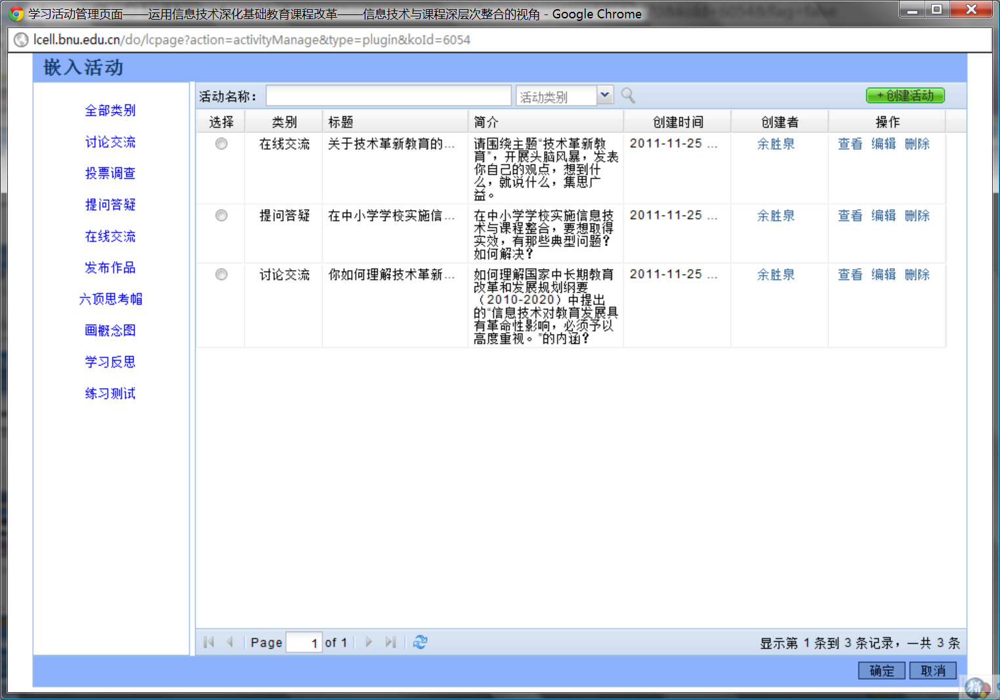 学习活动管理页面——运用信息技术深化基础教育课程改革——信息技术与课程深层次整合的视角 - Google Chrome
lcell.bnu.edu.cn/do/lcpage?action=activityManage&type=plugin&koId=6054
嵌入活动
全部类别
讨论交流
投票调查
提问答疑
在线交流
发布作品
六顶思考帽
画概念图
学习反思
练习测试
活动名称： 活动类别 +创建活动
选择 类别 标题 简介 创建时间 创建者 操作
在线交流 关于技术革新教育的... 请围绕主题“技术革新教 2011-11-25 ... 余胜泉 查看 编辑 删除
育”，开展头脑风暴，发表
你自己的观点，想到什
么，就说什么，集思广
益。
提问答疑 在中小学学校实施信... 在中小学学校实施信息技 2011-11-25 ... 余胜泉 查看 编辑 删除
术与课程整合，要想取得
实效，有那些典型问题？
如何解决？
讨论交流 你如何理解技术革新... 如何理解国家中长期教育 2011-11-25 ... 余胜泉 查看 编辑 删除
改革和发展规划纲要
（2010-2020）中提出
的“信息技术对教育发展具
有革命性影响，必须予以
高度重视。”的内涵？
Page 1 of 1 显示第 1 条到 3 条记录，一共 3 条
确定 取消